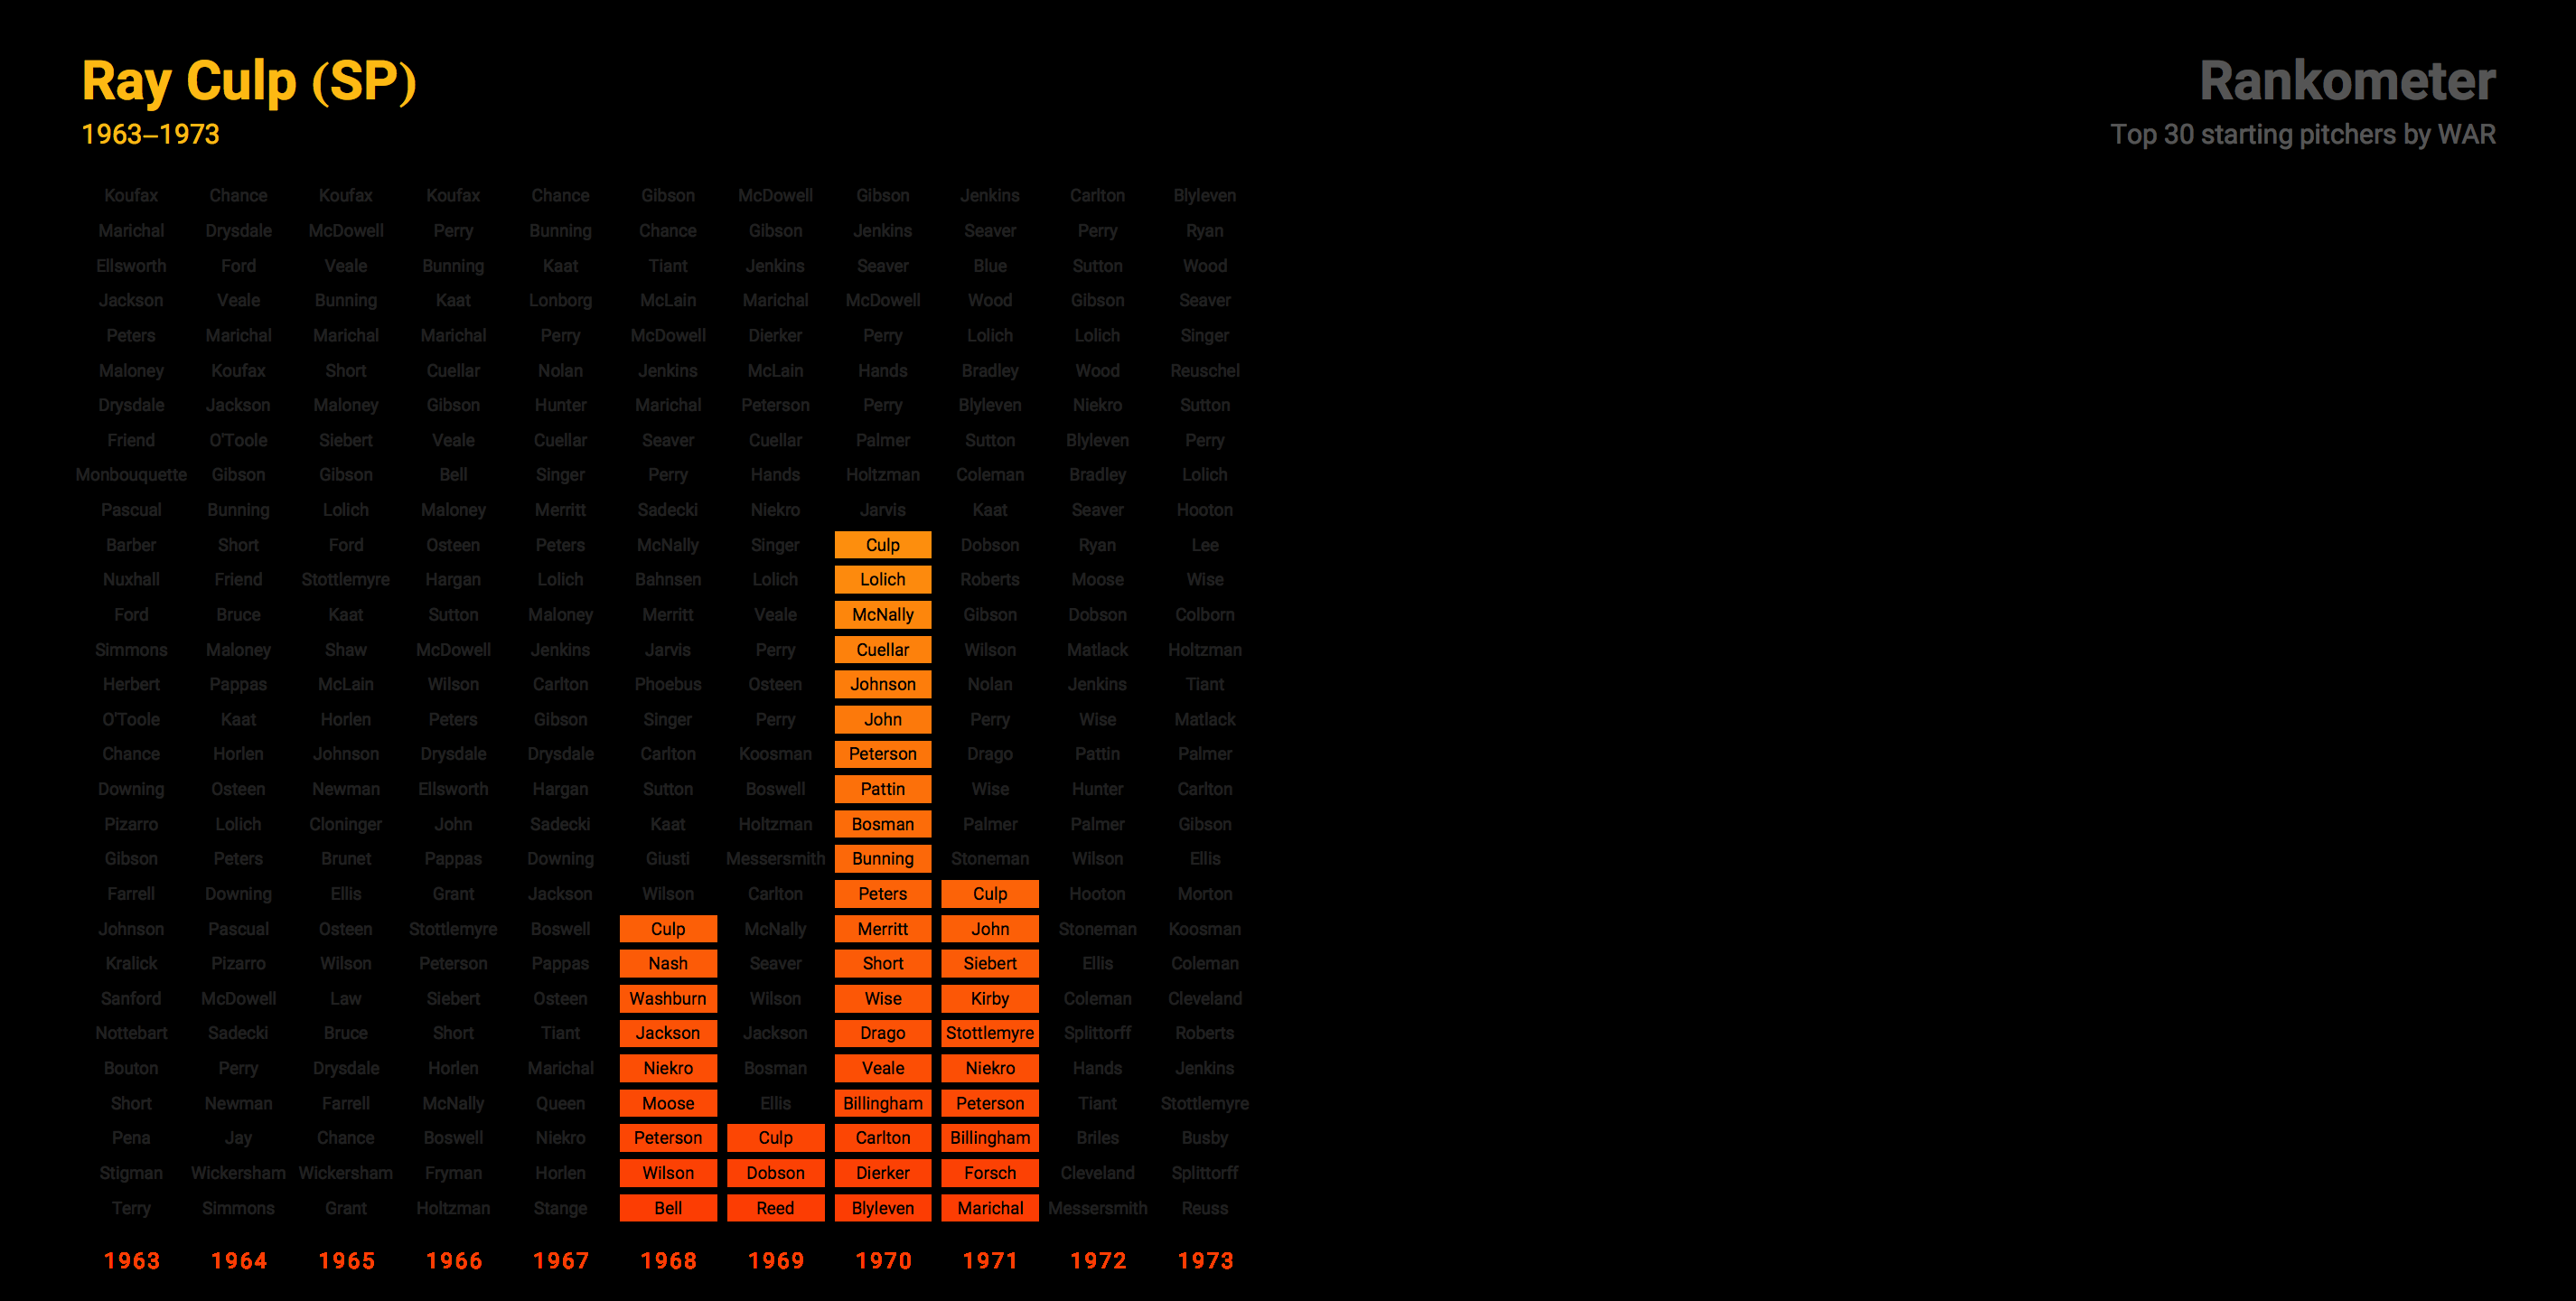 Ray Culp (SP)
1963–1973
Rankometer
Top 30 starting pitchers by WAR
Koufax Chance Koufax Koufax Chance Gibson McDowell Gibson Jenkins Carlton Blyleven
Marichal Drysdale McDowell Perry Bunning Chance Gibson Jenkins Seaver Perry Ryan
Ellsworth Ford Veale Bunning Kaat Tiant Jenkins Seaver Blue Sutton Wood
Jackson Veale Bunning Kaat Lonborg McLain Marichal McDowell Wood Gibson Seaver
Peters Marichal Marichal Marichal Perry McDowell Dierker Perry Lolich Lolich Singer
Maloney Koufax Short Cuellar Nolan Jenkins McLain Hands Bradley Wood Reuschel
Drysdale Jackson Maloney Gibson Hunter Marichal Peterson Perry Blyleven Niekro Sutton
Friend O'Toole Siebert Veale Cuellar Seaver Cuellar Palmer Sutton Blyleven Perry
Monbouquette Gibson Gibson Bell Singer Perry Hands Holtzman Coleman Bradley Lolich
Pascual Bunning Lolich Maloney Merritt Sadecki Niekro Jarvis Kaat Seaver Hooton
Barber Short Ford Osteen Peters McNally Singer Culp Dobson Ryan Lee
Nuxhall Friend Stottlemyre Hargan Lolich Bahnsen Lolich Lolich Roberts Moose Wise
Ford Bruce Kaat Sutton Maloney Merritt Veale McNally Gibson Dobson Colborn
Simmons Maloney Shaw McDowell Jenkins Jarvis Perry Cuellar Wilson Matlack Holtzman
Herbert Pappas McLain Wilson Carlton Phoebus Osteen Johnson Nolan Jenkins Tiant
O'Toole Kaat Horlen Peters Gibson Singer Perry John Perry Wise Matlack
Chance Horlen Johnson Drysdale Drysdale Carlton Koosman Peterson Drago Pattin Palmer
Downing Osteen Newman Ellsworth Hargan Sutton Boswell Pattin Wise Hunter Carlton
Pizarro Lolich Cloninger John Sadecki Kaat Holtzman Bosman Palmer Palmer Gibson
Gibson Peters Brunet Pappas Downing Giusti Messersmith Bunning Stoneman Wilson Ellis
Farrell Downing Ellis Grant Jackson Wilson Carlton Peters Culp Hooton Morton
Johnson Pascual Osteen Stottlemyre Boswell Culp McNally Merritt John Stoneman Koosman
Kralick Pizarro Wilson Peterson Pappas Nash Seaver Short Siebert Ellis Coleman
Sanford McDowell Law Siebert Osteen Washburn Wilson Wise Kirby Coleman Cleveland
Nottebart Sadecki Bruce Short Tiant Jackson Jackson Drago Stottlemyre Splittorff Roberts
Bouton Perry Drysdale Horlen Marichal Niekro Bosman Veale Niekro Hands Jenkins
Short Newman Farrell McNally Queen Moose Ellis Billingham Peterson Tiant Stottlemyre
Pena Jay Chance Boswell Niekro Peterson Culp Carlton Billingham Briles Busby
Stigman Wickersham Wickersham Fryman Horlen Wilson Dobson Dierker Forsch Cleveland Splittorff
Terry Simmons Grant Holtzman Stange Bell Reed Blyleven Marichal Messersmith Reuss
1963 1964 1965 1966 1967 1968 1969 1970 1971 1972 1973